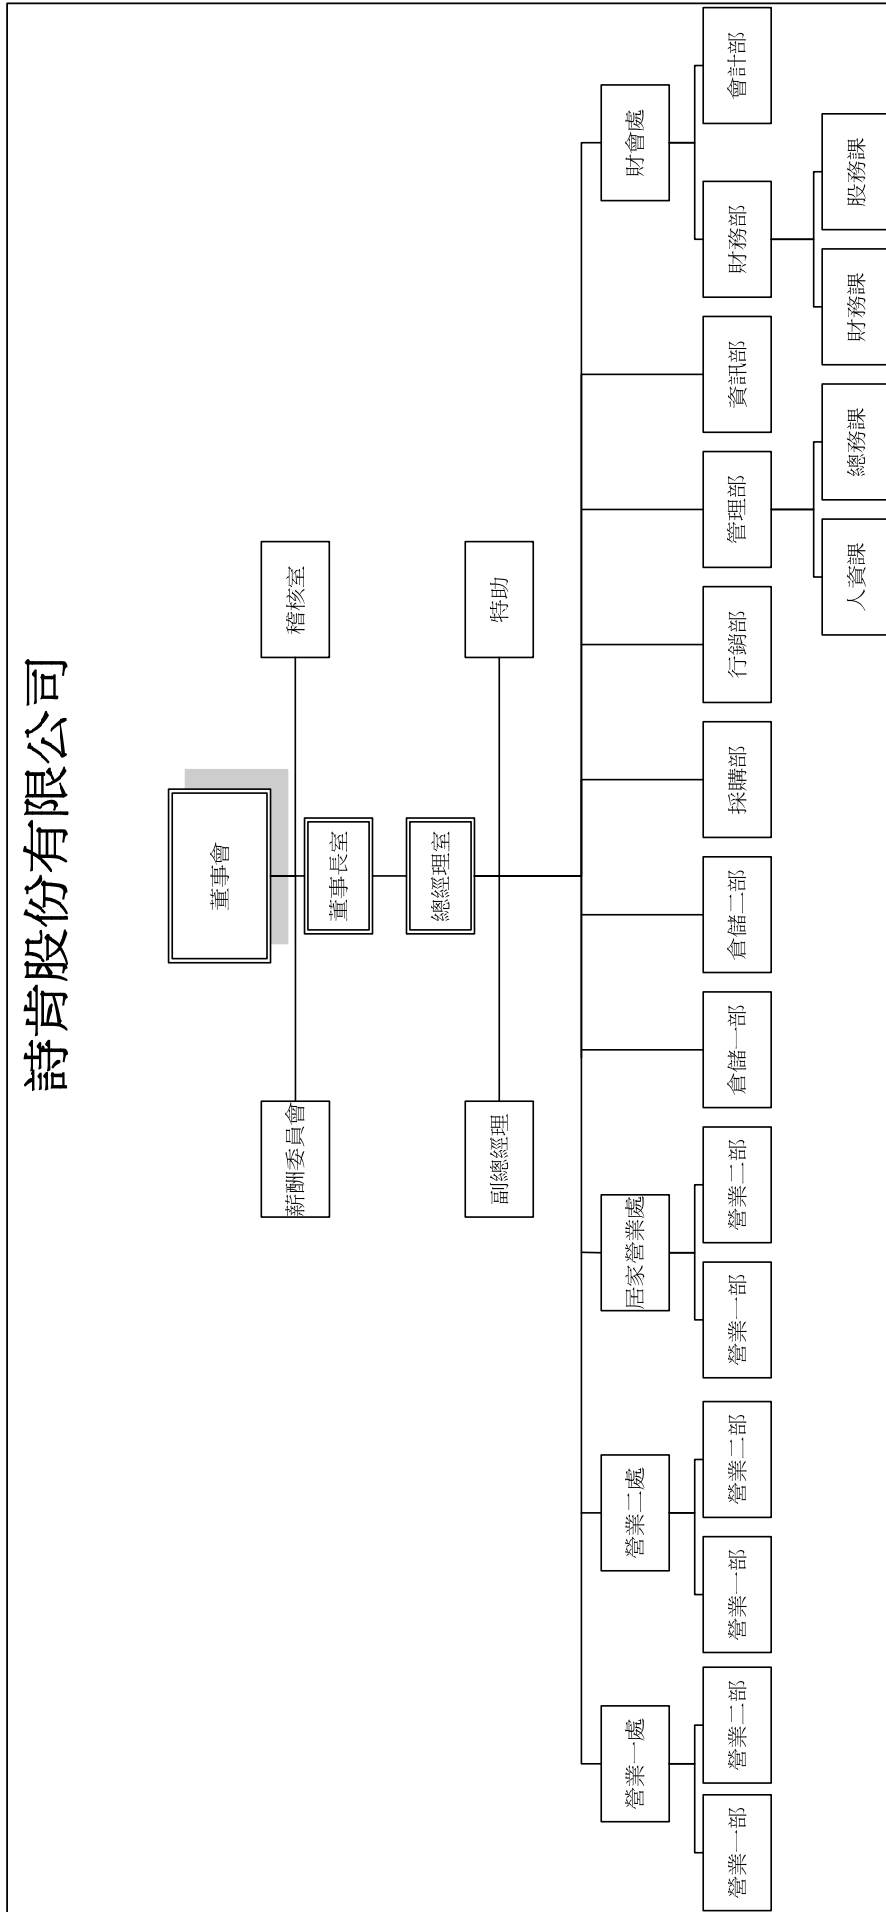 詩肯股份有限公司
董事會
薪酬委員會
稽核室
董事長室
總經理室
副總經理
特助
營業一處
營業二處
居家營業處
財會處
營業一部
營業二部
營業一部
營業二部
營業一部
營業二部
倉儲一部
倉儲二部
採購部
行銷部
管理部
資訊部
財務部
會計部
人資課
總務課
財務課
股務課